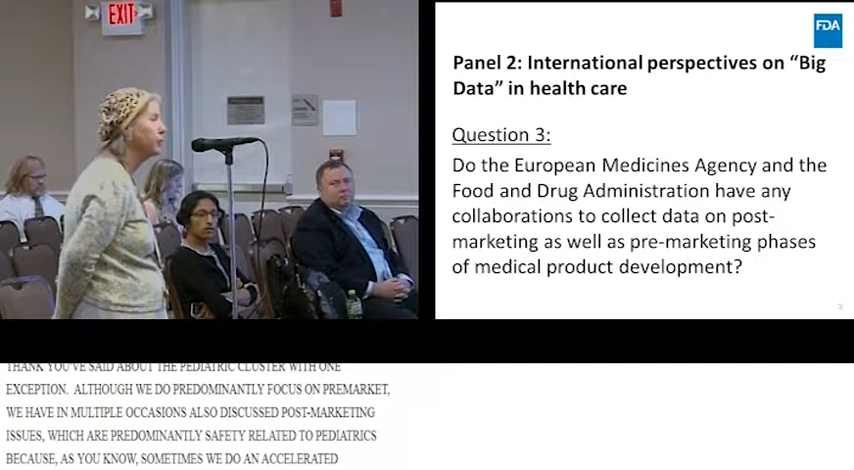 EXIT
FDA
Panel 2: International perspectives on “Big
Data” in health care
Question 3:
Do the European Medicines Agency and the
Food and Drug Administration have any
collaborations to collect data on post-
marketing as well as pre-marketing phases
of medical product development?
THANK YOU'VE SAID ABOUT THE PEDIATRIC CLUSTER WITH ONE
EXCEPTION. ALTHOUGH WE DO PREDOMINANTLY FOCUS ON PREMARKET,
WE HAVE IN MULTIPLE OCCASIONS ALSO DISCUSSED POST-MARKETING
ISSUES, WHICH ARE PREDOMINANTLY SAFETY RELATED TO PEDIATRICS
BECAUSE, AS YOU KNOW, SOMETIMES WE DO AN ACCELERATED